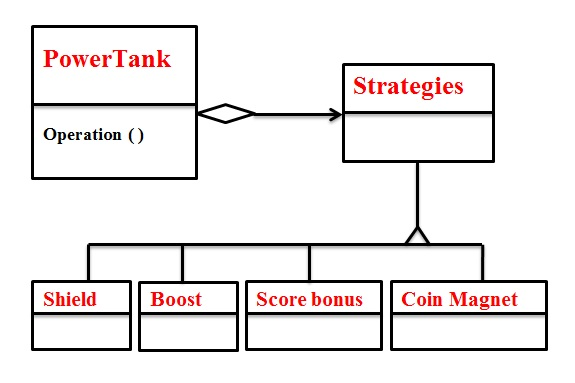 PowerTank
Operation ( )
Strategies
Shield
Boost
Score bonus
Coin Magnet